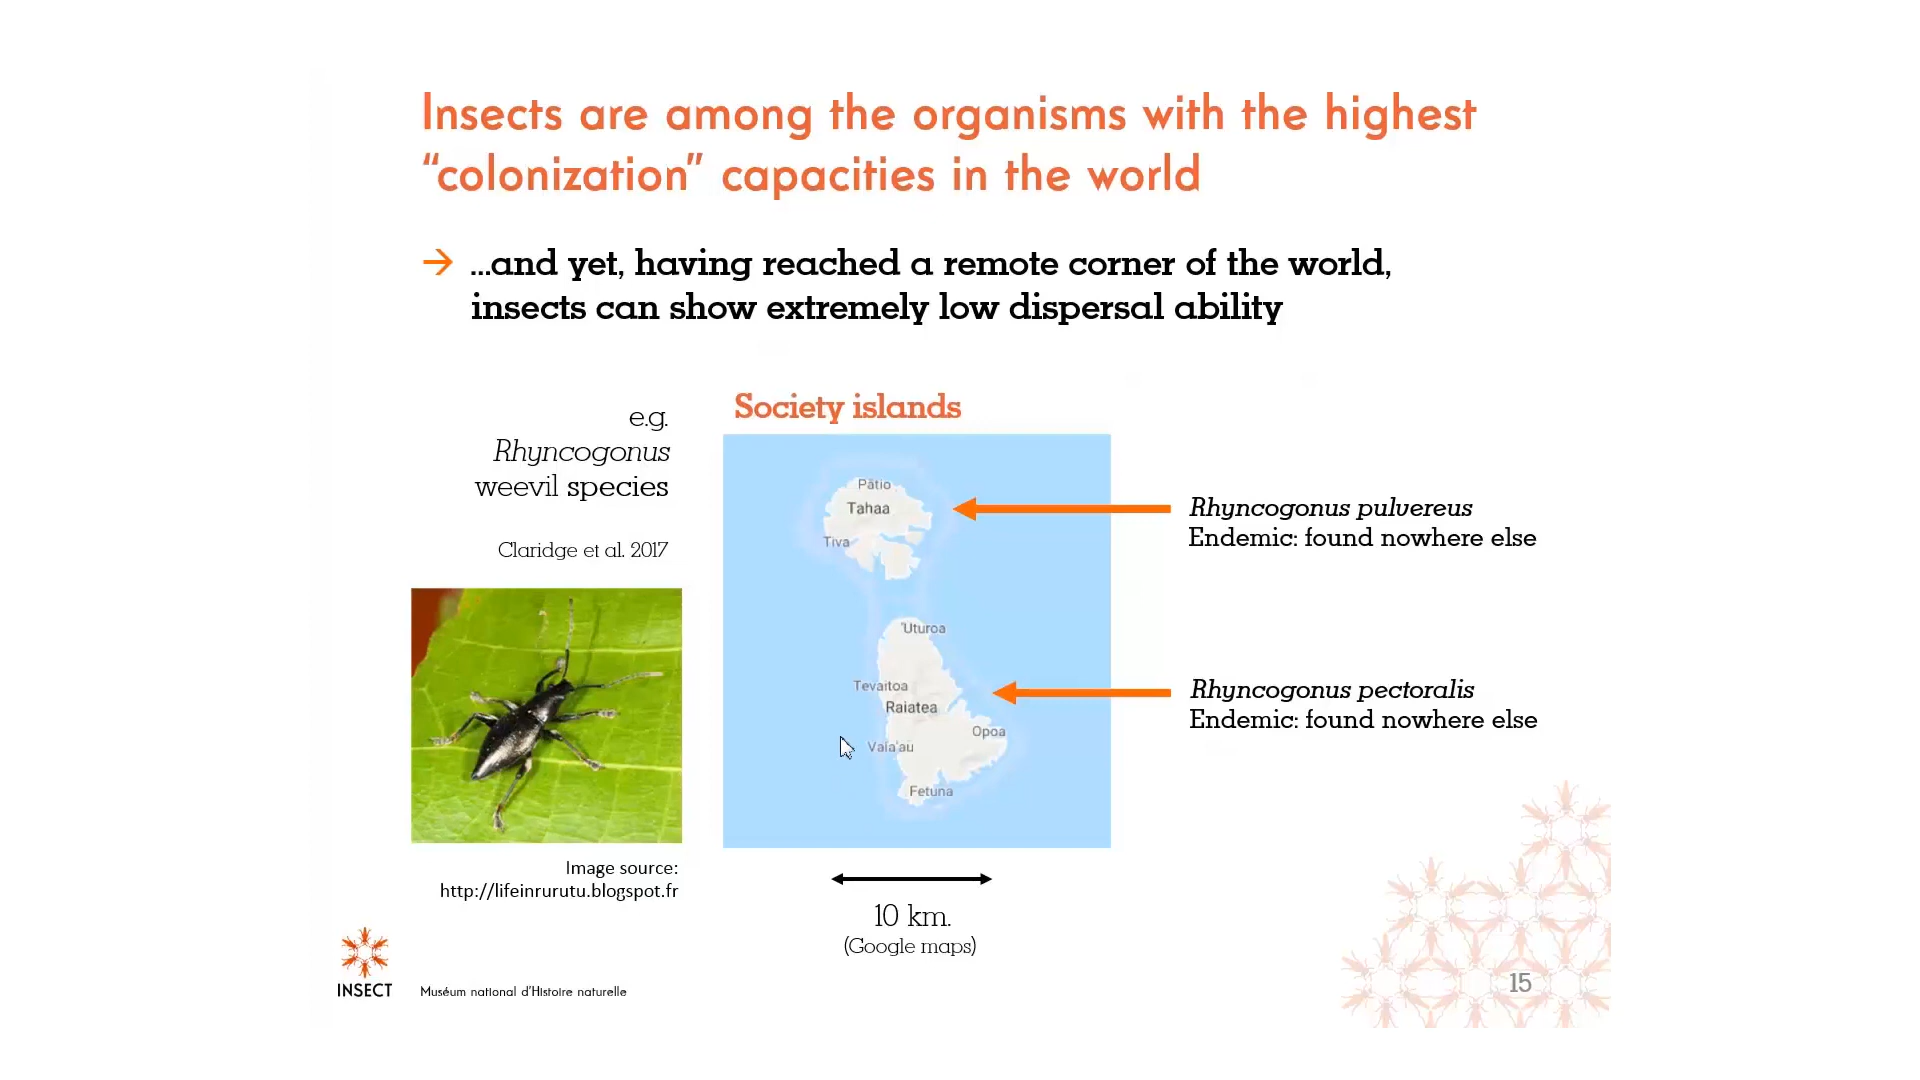 Insects are among the organisms with the highest
“colonization” capacities in the world
→ ...and yet, having reached a remote corner of the world,
insects can show extremely low dispersal ability
e.g.
Rhyncogonus
weevil species
Claridge et al. 2017
Image source:
http://lifeinrurutu.blogspot.fr
Society islands
Pātio
Tahaa
Tiva
'Uturoa
Tevaitoa
Raiatea
Opoa
Vaia'au
Fetuna
10 km.
(Google maps)
Rhyncogonus pulvereus
Endemic: found nowhere else
Rhyncogonus pectoralis
Endemic: found nowhere else
INSECT
Muséum national d'Histoire naturelle
15